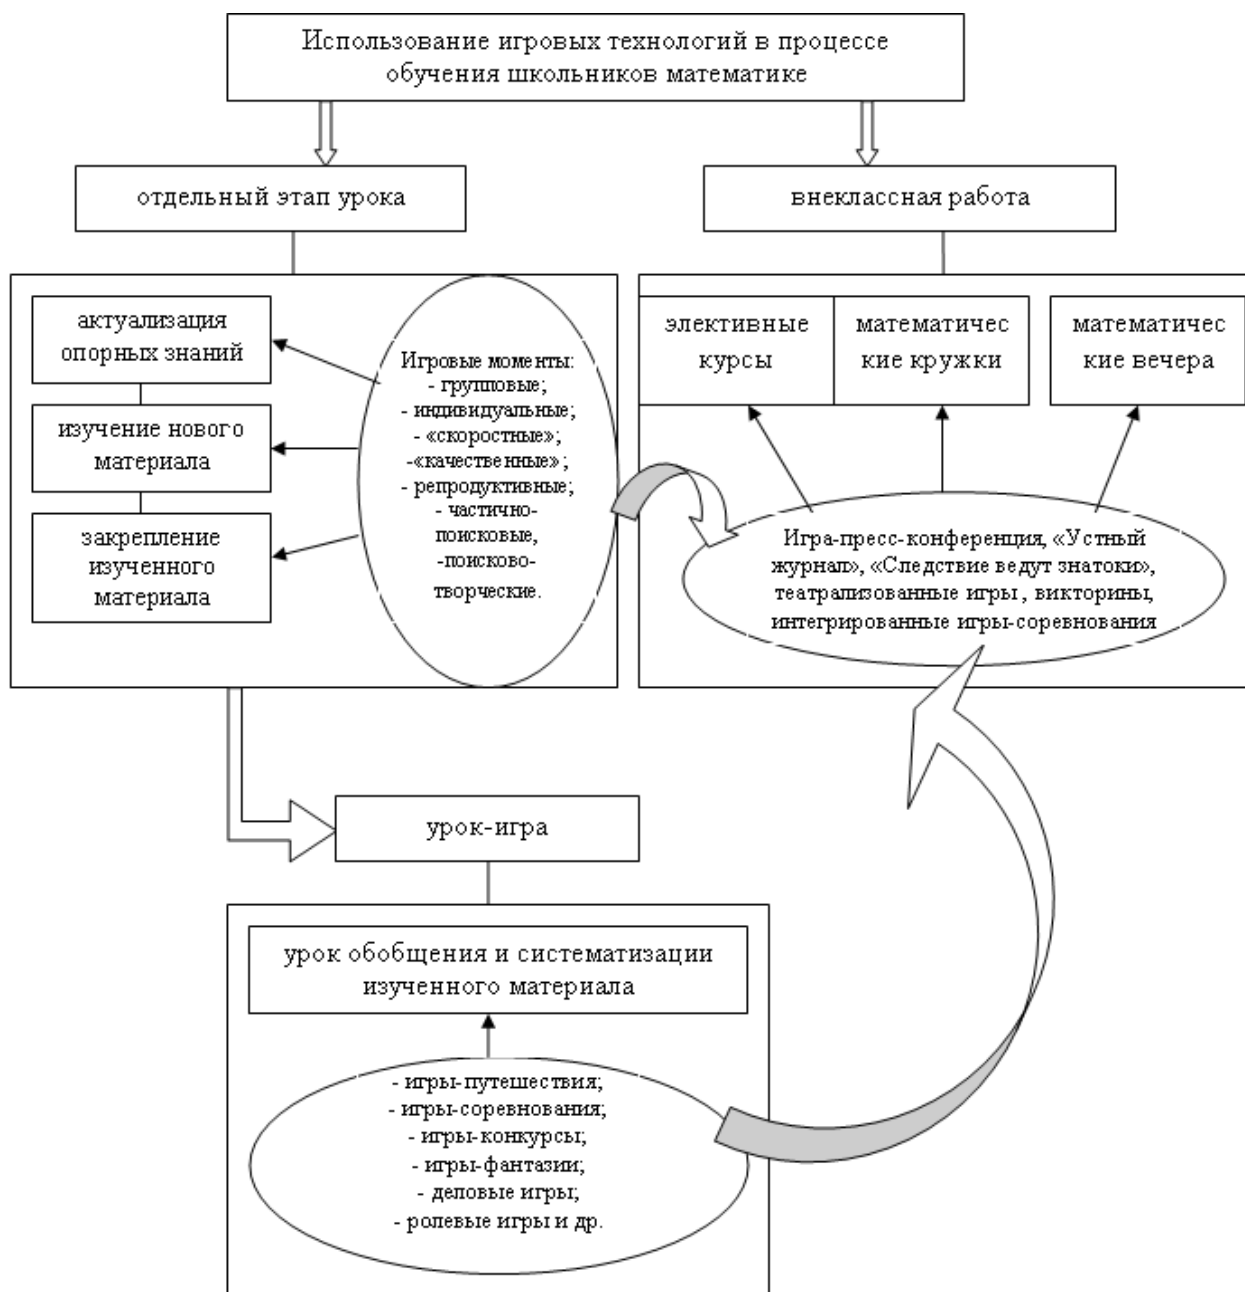 Использование игровых технологий в процессе
обучения школьников математике
отдельный этап урока
внеклассная работа
актуализация
опорных знаний
изучение нового
материала
закрепление
изученного
материала
Игровые моменты:
- групповые;
- индивидуальные;
- «скоростные»;
-«качественные»;
- репродуктивные;
- частично-
поисковые,
-поисково-
творческие.
элективные
курсы
математичес
кие кружки
математичес
кие вечера
Игра-пресс-конференция, «Устный
журнал», «Следствие ведут знатоки»,
театрализованные игры , викторины,
интегрированные игры-соревнования
урок-игра
урок обобщения и систематизации
изученного материала
- игры-путешествия;
- игры-соревнования;
- игры-конкурсы;
- игры-фантазии;
- деловые игры;
- ролевые игры и др.